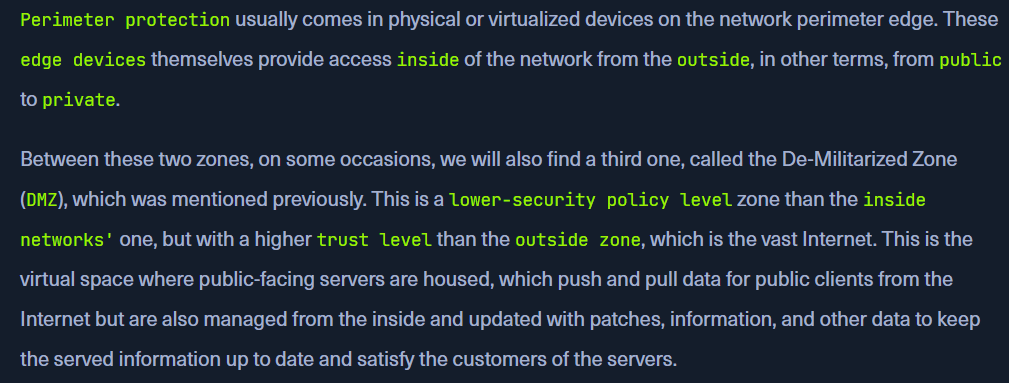 Perimeter protection usually comes in physical or virtualized devices on the network perimeter edge. These
edge devices themselves provide access inside of the network from the outside, in other terms, from public
to private.
Between these two zones, on some occasions, we will also find a third one, called the De-Militarized Zone
(DMZ), which was mentioned previously. This is a lower-security policy level zone than the inside
networks' one, but with a higher trust level than the outside zone, which is the vast Internet. This is the
virtual space where public-facing servers are housed, which push and pull data for public clients from the
Internet but are also managed from the inside and updated with patches, information, and other data to keep
the served information up to date and satisfy the customers of the servers.